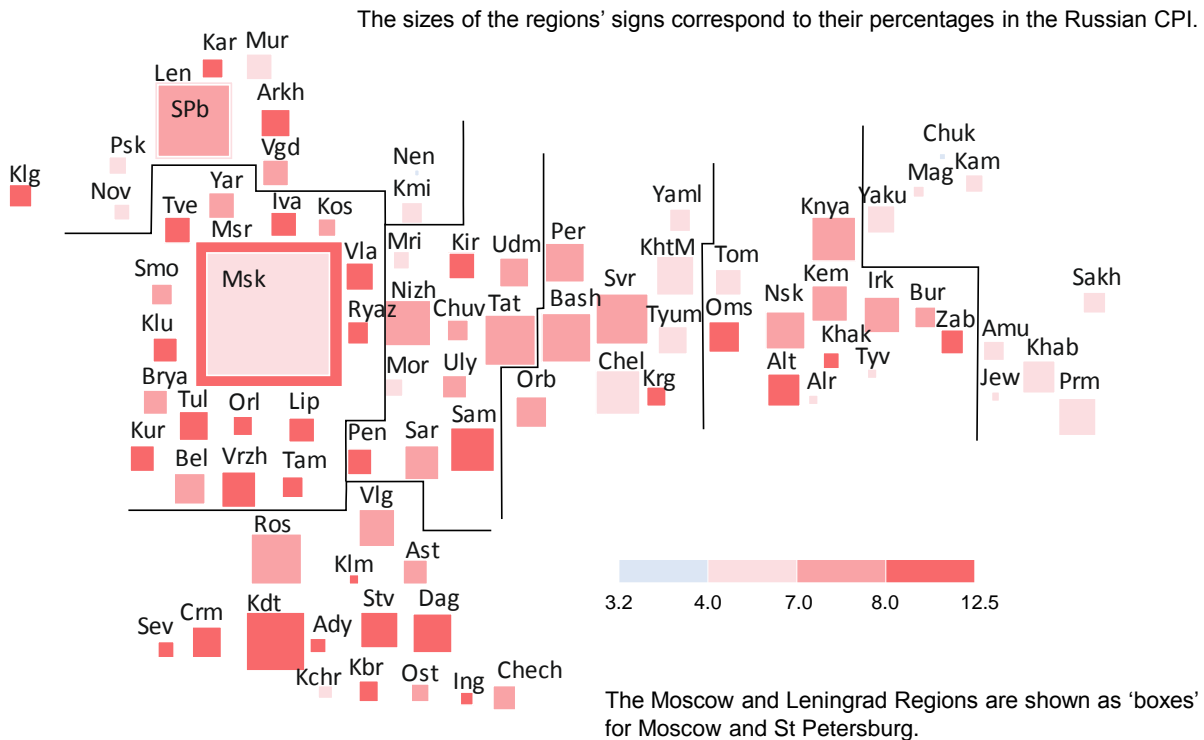 The sizes of the regions’ signs correspond to their percentages in the Russian CPI.
Kar Mur
Len
SPb
Arkh
Psk
Vgd
Klg
Nov
Nen
Kmi
Chuk
Mag Kam
Yar
Tve
Iva
Kos
Msr
Msk
Vla
Mri
Kir
Udm
Per
Yaml
KhtM
Tom
Knya
Yaku
Smo
Klu
Ryaz
Nizh
Chuv
Tat
Bash
Svr
Tyum
Oms
Nsk
Kem
Irk
Bur
Zab
Sakh
Brya
Mor
Uly
Orb
Chel
Krg
Alt
Khak
Alr
Tyv
Amu
Jew
Khab
Prm
Tul
Orl
Lip
Kur
Bel
Vrzh
Tam
Pen
Sar
Sam
Ros
Vlg
Klm
Ast
Sev
Crm
Kdt
Ady
Stv
Dag
Kchr
Kbr
Ost
Ing
Chech
3.2 4.0 7.0 8.0 12.5
The Moscow and Leningrad Regions are shown as ‘boxes’
for Moscow and St Petersburg.